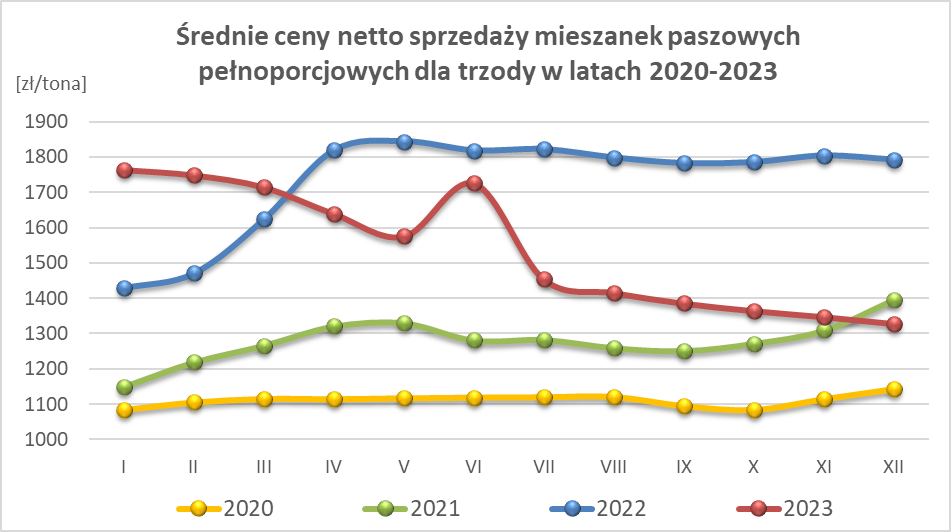 Średnie ceny netto sprzedaży mieszanek paszowych
pełnoporcjowych dla trzody w latach 2020-2023
[zł/tona]
1900
1800
1700
1600
1500
1400
1300
1200
1100
1000
I II III IV V VI VII VIII IX X XI XII
2020 2021 2022 2023